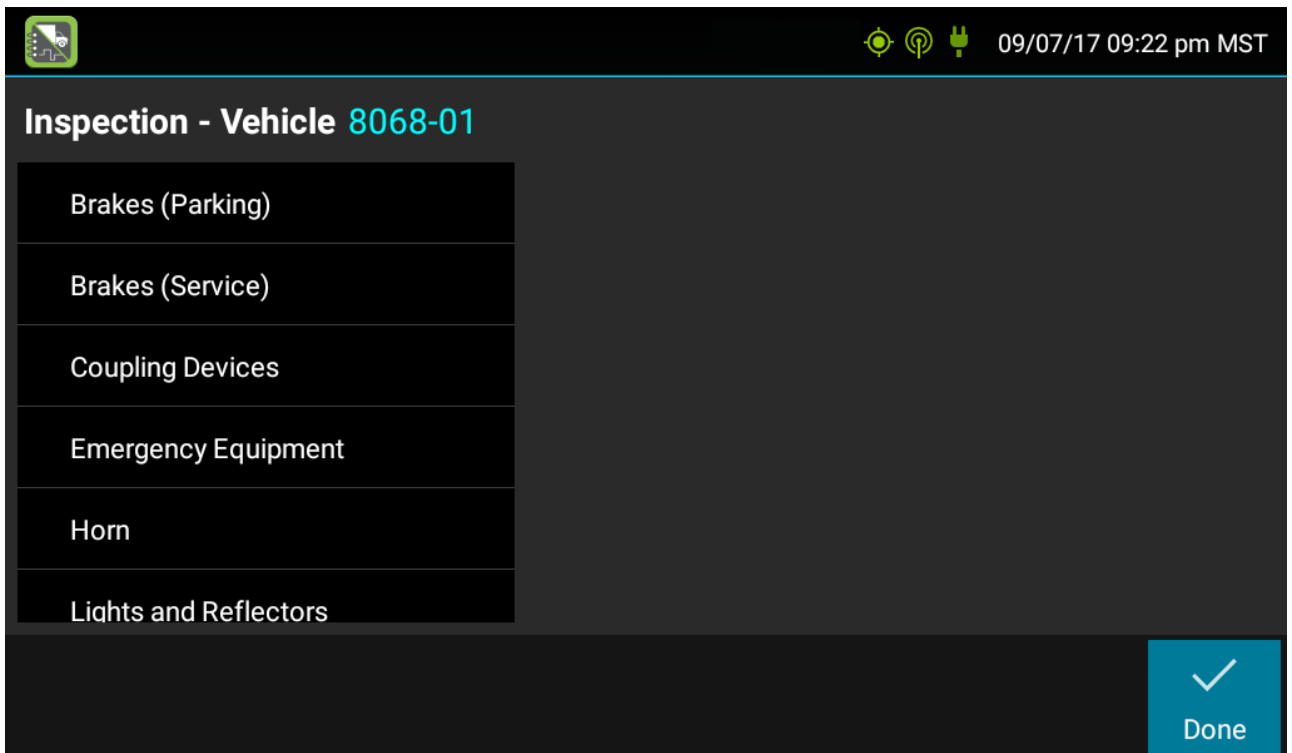 09/07/17 09:22 pm MST
Inspection - Vehicle 8068-01
Brakes (Parking)
Brakes (Service)
Coupling Devices
Emergency Equipment
Horn
Lights and Reflectors
Done